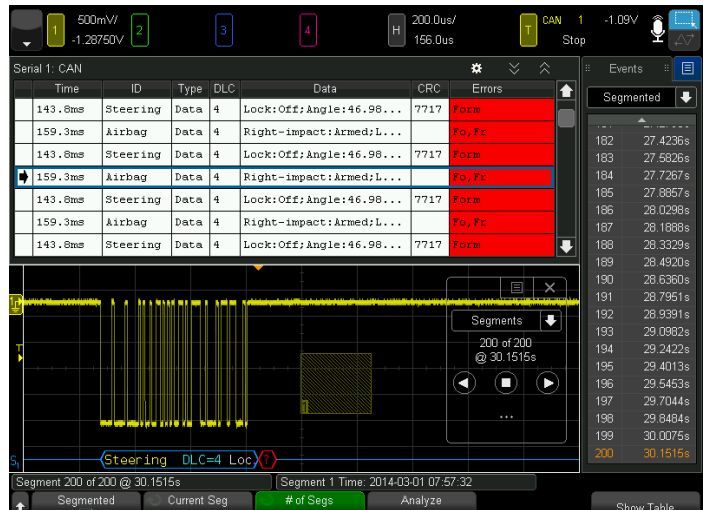 1 500mV/ 2 3 4 H 200.0us/ T CAN 1 -1.09V
-1.28750V 156.0us Stop
Serial 1: CAN
Time ID Type DLC Data CRC Errors
143.8ms Steering Data 4 Lock:Off;Angle:46.98... 7717 Form
159.3ms Airbag Data 4 Right-impact:Armed;L... Fo,Fr
143.8ms Steering Data 4 Lock:Off;Angle:46.98... 7717 Form
159.3ms Airbag Data 4 Right-impact:Armed;L... Fo,Fr
143.8ms Steering Data 4 Lock:Off;Angle:46.98... 7717 Form
159.3ms Airbag Data 4 Right-impact:Armed;L... Fo,Fr
143.8ms Steering Data 4 Lock:Off;Angle:46.98... 7717 Form
Events
Segmented
182 27.4236s
183 27.5826s
184 27.7267s
185 27.8857s
186 28.0298s
187 28.1888s
188 28.3329s
189 28.4920s
190 28.6360s
191 28.7951s
192 28.9391s
193 29.0982s
194 29.2422s
195 29.4013s
196 29.5453s
197 29.7044s
198 29.8484s
199 30.0075s
200 30.1515s
Segments
200 of 200
@ 30.1515s
...
T
S1 Steering DLC=4 Loc ?
Segment 200 of 200 @ 30.1515s Segment 1 Time: 2014-03-01 07:57:32
Segmented Current Seg # of Segs Analyze Show Table